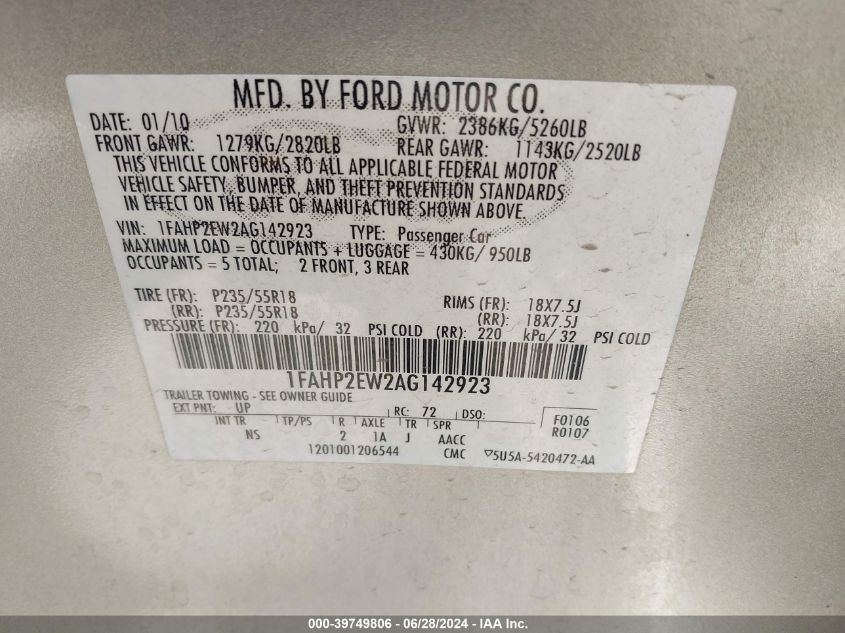 MFD. BY FORD MOTOR CO.
DATE: 01/10 GVWR: 2386KG/5260LB
FRONT GAWR: 1279KG/2820LB REAR GAWR: 1143KG/2520LB
THIS VEHICLE CONFORMS TO ALL APPLICABLE FEDERAL MOTOR
VEHICLE SAFETY, BUMPER, AND THEFT PREVENTION STANDARDS
IN EFFECT ON THE DATE OF MANUFACTURE SHOWN ABOVE.
VIN: 1FAHP2EW2AG142923 TYPE: Passenger Car
MAXIMUM LOAD = OCCUPANTS + LUGGAGE = 430KG/ 950LB
OCCUPANTS = 5 TOTAL; 2 FRONT, 3 REAR
TIRE (FR): P235/55R18 RIMS (FR): 18X7.5J
(RR): P235/55R18 (RR): 18X7.5J
PRESSURE (FR): 220 kPa/ 32 PSI COLD (RR): 220 kPa/ 32 PSI COLD
1FAHP2EW2AG142923
TRAILER TOWING - SEE OWNER GUIDE
EXT PNT: UP RC: 72 DSO: F0106
INT TR TP/PS R AXLE TR SPR R0107
NS 2 1A J AACC
1201001206544 CMC ▽5U5A-5420472-AA
000-39749806 / 06/28/2024 - IAA Inc.